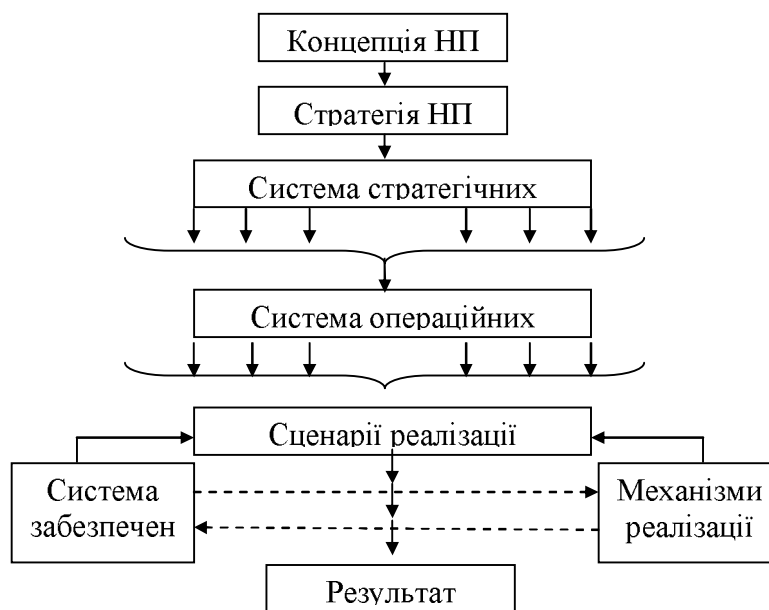 Концепція НП
Стратегія НП
Система стратегічних
Система операційних
Сценарії реалізації
Система
забезпечен
Механізми
реалізації
Результат